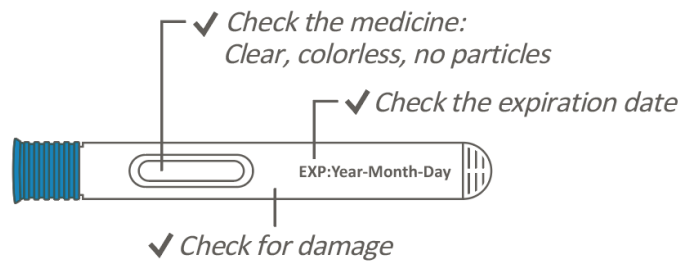 ✓ Check the medicine:
Clear, colorless, no particles
✓ Check the expiration date
EXP:Year-Month-Day
✓ Check for damage